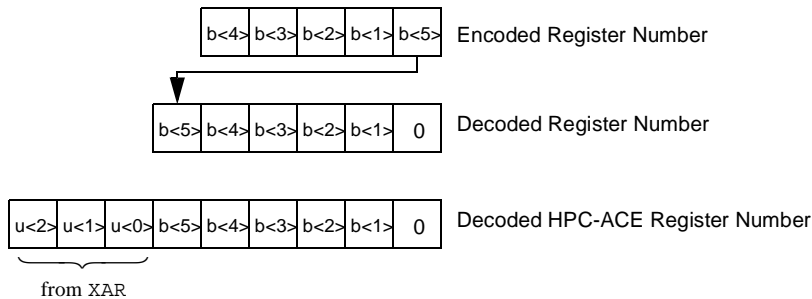 b<4> b<3> b<2> b<1> b<5> Encoded Register Number
b<5> b<4> b<3> b<2> b<1> 0 Decoded Register Number
u<2> u<1> u<0> b<5> b<4> b<3> b<2> b<1> 0 Decoded HPC-ACE Register Number
from XAR